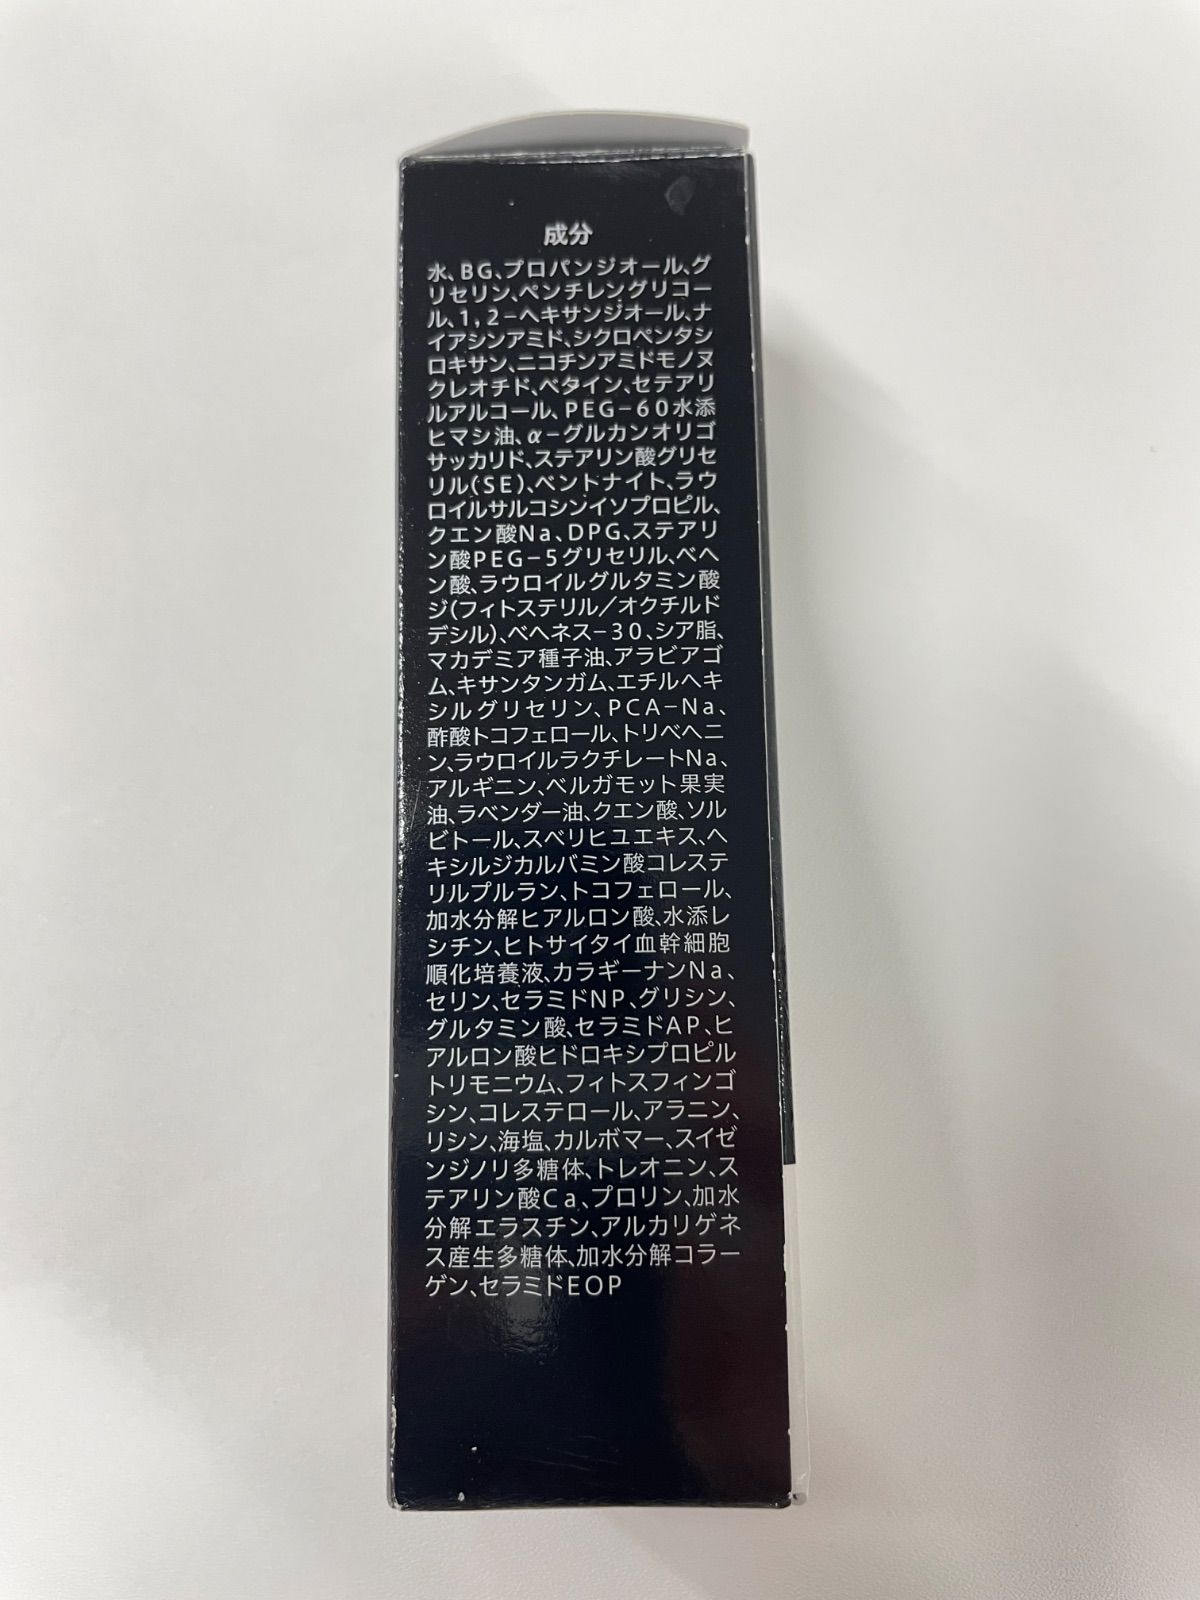 成分
水、BG、プロパンジオール、グ
リセリン、ペンチレングリコー
ル、1,2-ヘキサンジオール、ナ
イアシンアミド、シクロペンタシ
ロキサン、ニコチンアミドモノヌ
クレオチド、ベタイン、セテアリ
ルアルコール、PEG-60水添
ヒマシ油、α-グルカンオリゴ
サッカリド、ステアリン酸グリセ
リル(SE)、ベントナイト、ラウ
ロイルサルコシンイソプロピル、
クエン酸Na、DPG、ステアリ
ン酸PEG-5グリセリル、ベヘ
ン酸、ラウロイルグルタミン酸
ジ(フィトステリル/オクチルド
デシル)、ベヘネス-30、シア脂、
マカデミア種子油、アラビアゴ
ム、キサンタンガム、エチルヘキ
シルグリセリン、PCA-Na、
酢酸トコフェロール、トリベヘニ
ン、ラウロイルラクチレートNa、
アルギニン、ベルガモット果実
油、ラベンダー油、クエン酸、ソル
ビトール、スベリヒユエキス、ヘ
キシルジカルバミン酸コレステ
リルプルラン、トコフェロール、
加水分解ヒアルロン酸、水添レ
シチン、ヒトサイタイ血幹細胞
順化培養液、カラギーナンNa、
セリン、セラミドNP、グリシン、
グルタミン酸、セラミドAP、ヒ
アルロン酸ヒドロキシプロピル
トリモニウム、フィトスフィンゴ
シン、コレステロール、アラニン、
リシン、海塩、カルボマー、スイゼ
ンジノリ多糖体、トレオニン、ス
テアリン酸Ca、プロリン、加水
分解エラスチン、アルカリゲネ
ス産生多糖体、加水分解コラー
ゲン、セラミドEOP